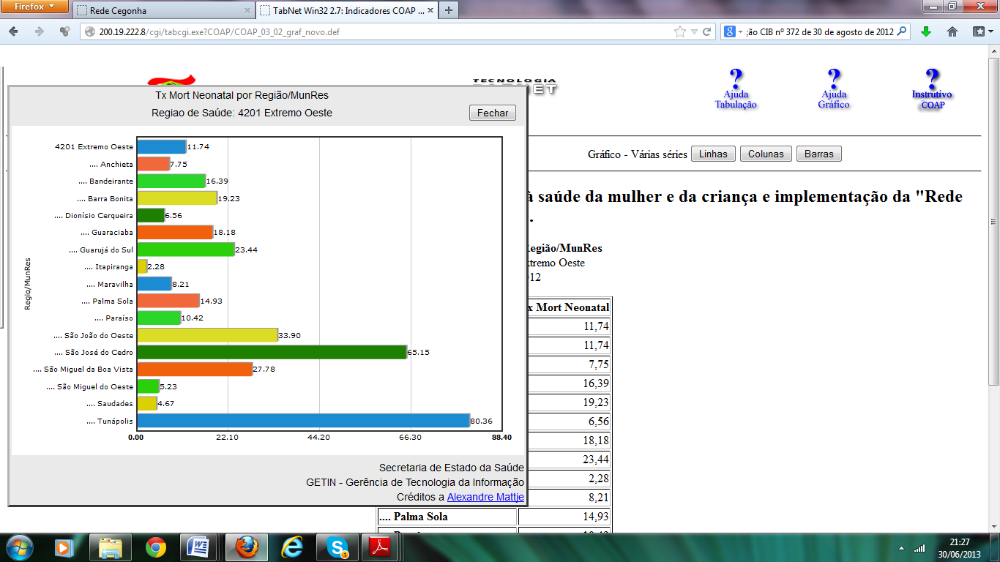 Firefox
Rede Cegonha
TabNet Win32 2.7: Indicadores COAP ...
200.19.222.8/cgi/tabcgi.exe?COAP/COAP_03_02_graf_novo.def
ção CIB nº 372 de 30 de agosto de 2012
TECNOLOGIA
NET
? Ajuda Tabulação
? Ajuda Gráfico
? Instrutivo COAP
Gráfico - Várias séries Linhas Colunas Barras
à saúde da mulher e da criança e implementação da "Rede
.
Região/MunRes
xtremo Oeste
12
x Mort Neonatal
11,74
11,74
7,75
16,39
19,23
6,56
18,18
23,44
2,28
8,21
.... Palma Sola 14,93
Tx Mort Neonatal por Região/MunRes
Regiao de Saúde: 4201 Extremo Oeste
Fechar
Regio/MunRes
4201 Extremo Oeste 11.74
.... Anchieta 7.75
.... Bandeirante 16.39
.... Barra Bonita 19.23
.... Dionísio Cerqueira 6.56
.... Guaraciaba 18.18
.... Guarujá do Sul 23.44
.... Itapiranga 2.28
.... Maravilha 8.21
.... Palma Sola 14.93
.... Paraíso 10.42
.... São João do Oeste 33.90
.... São José do Cedro 65.15
.... São Miguel da Boa Vista 27.78
.... São Miguel do Oeste 5.23
.... Saudades 4.67
.... Tunápolis 80.36
0.00 22.10 44.20 66.30 88.40
Secretaria de Estado da Saúde
GETIN - Gerência de Tecnologia da Informação
Créditos a Alexandre Mattje
21:27
30/06/2013